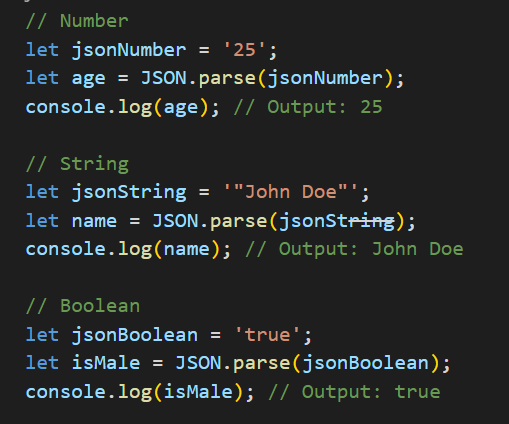 // Number
let jsonNumber = '25';
let age = JSON.parse(jsonNumber);
console.log(age); // Output: 25
// String
let jsonString = '"John Doe"';
let name = JSON.parse(jsonString);
console.log(name); // Output: John Doe
// Boolean
let jsonBoolean = 'true';
let isMale = JSON.parse(jsonBoolean);
console.log(isMale); // Output: true